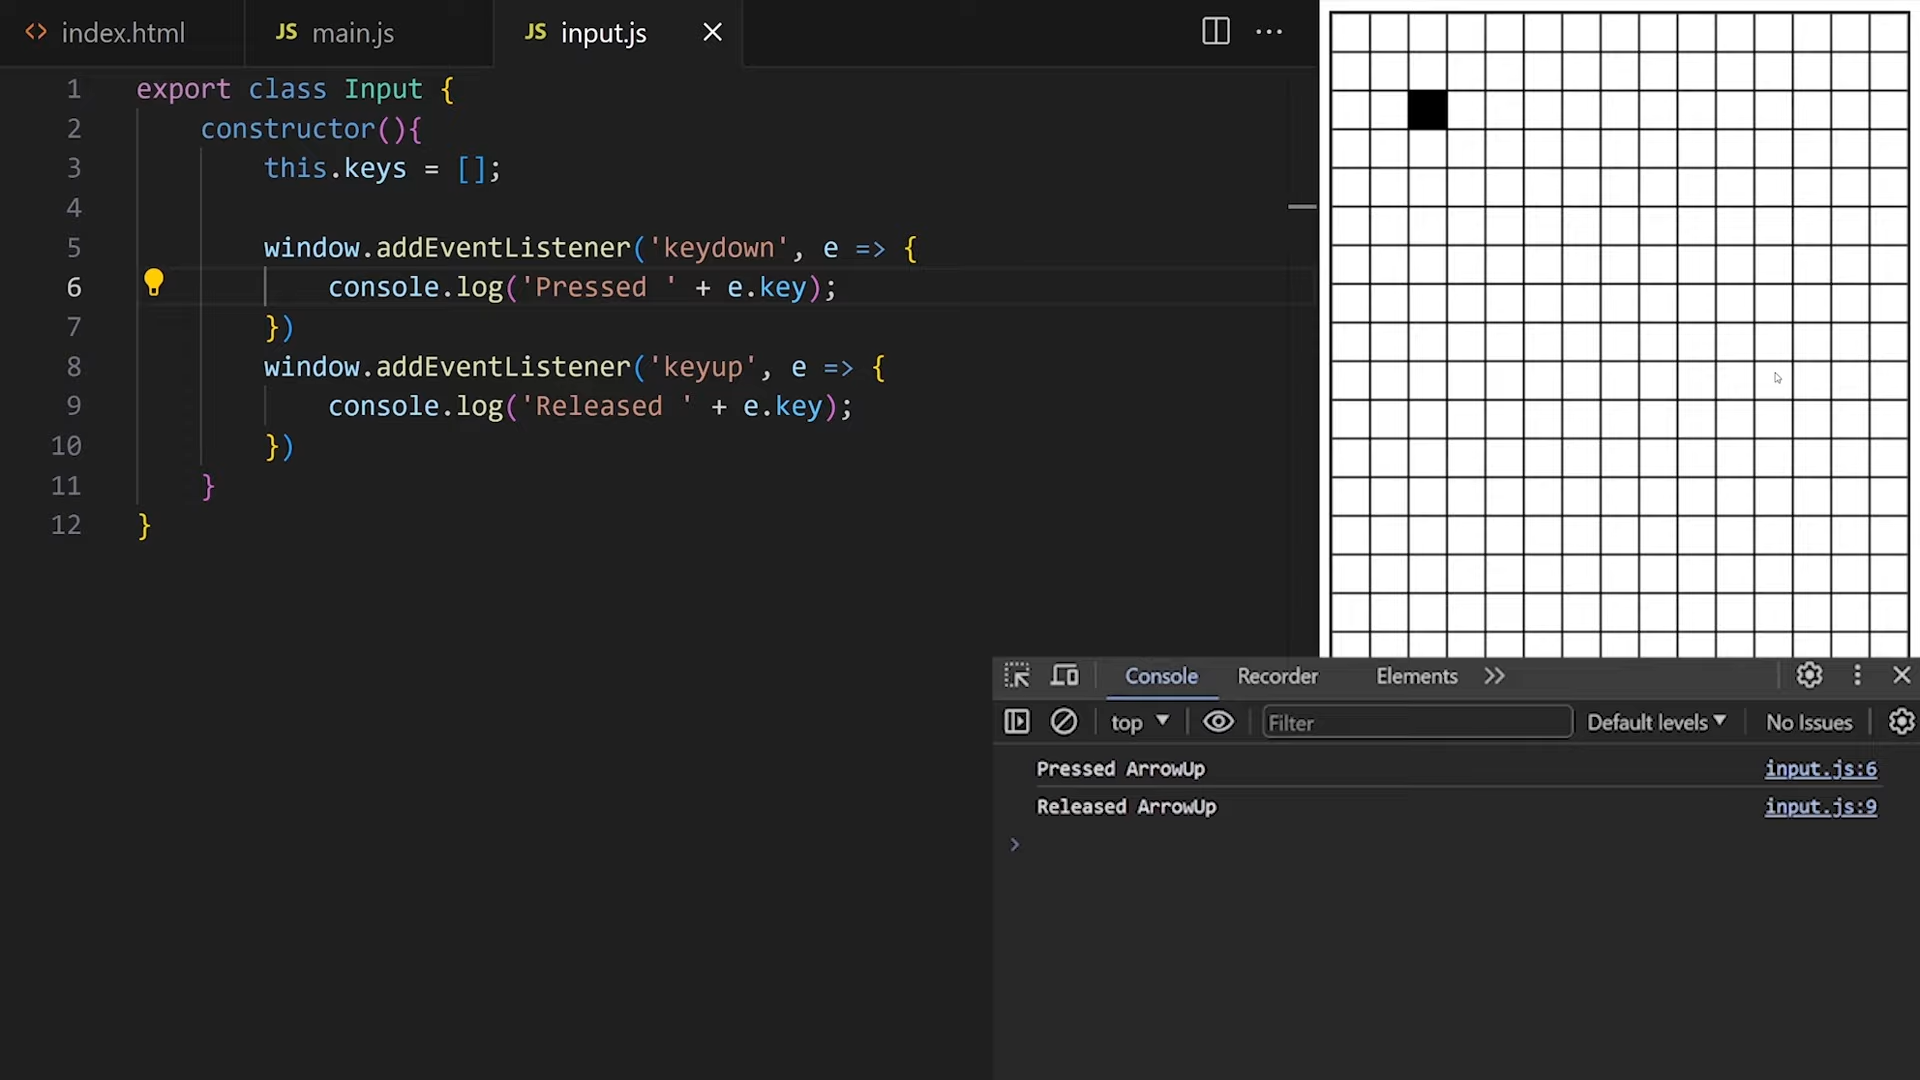 <> index.html
JS main.js
JS input.js
1 export class Input {
2 constructor(){
3 this.keys = [];
4
5 window.addEventListener('keydown', e => {
6 console.log('Pressed ' + e.key);
7 })
8 window.addEventListener('keyup', e => {
9 console.log('Released ' + e.key);
10 })
11 }
12 }
Console Recorder Elements
top Filter Default levels No Issues
Pressed ArrowUp input.js:6
Released ArrowUp input.js:9